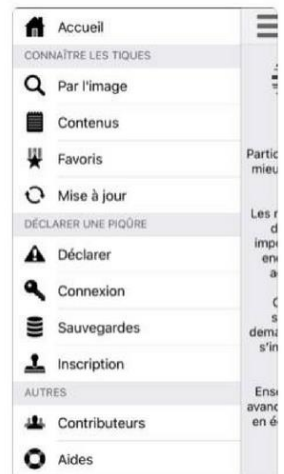 Accueil
CONNAÎTRE LES TIQUES
Par l'image
Contenus
Favoris
Mise à jour
DÉCLARER UNE PIQÛRE
Déclarer
Connexion
Sauvegardes
Inscription
AUTRES
Contributeurs
Aides
Partic
mieu
Les r
d
impo
en
a
s
dema
s'in
Ense
avanc
en é